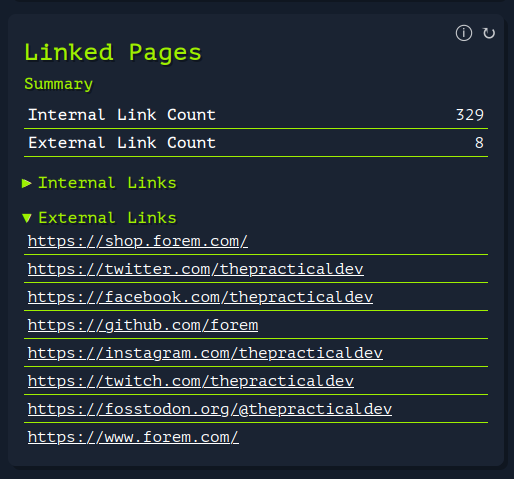 Linked Pages
Summary
Internal Link Count 329
External Link Count 8
▶ Internal Links
▼ External Links
https://shop.forem.com/
https://twitter.com/thepracticaldev
https://facebook.com/thepracticaldev
https://github.com/forem
https://instagram.com/thepracticaldev
https://twitch.com/thepracticaldev
https://fosstodon.org/@thepracticaldev
https://www.forem.com/